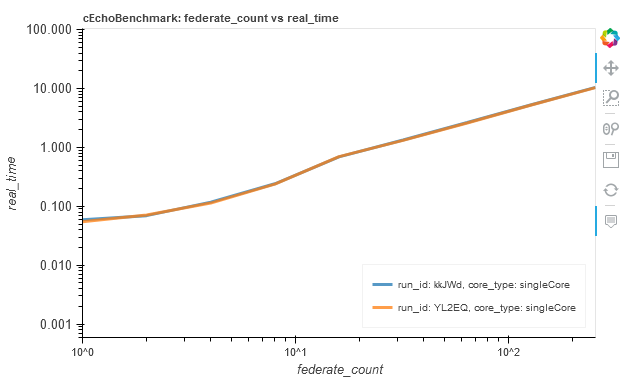 cEchoBenchmark: federate_count vs real_time
100.000
10.000
1.000
0.100
0.010
0.001
real_time
10^0
10^1
10^2
federate_count
run_id: kkJWd, core_type: singleCore
run_id: YL2EQ, core_type: singleCore